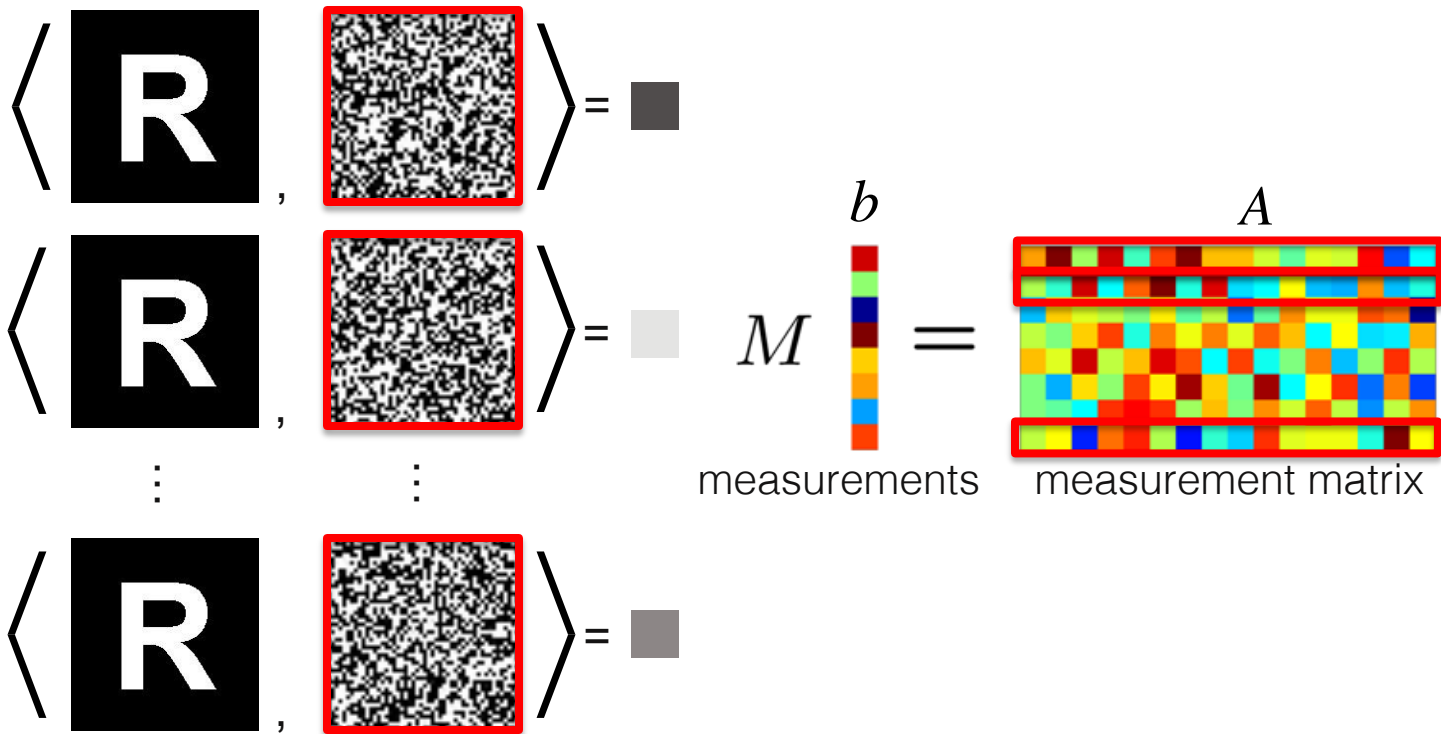 ⟨ R , ⟩ =
⟨ R , ⟩ =
⋮ ⋮
⟨ R , ⟩ =
b A
M =
measurements measurement matrix